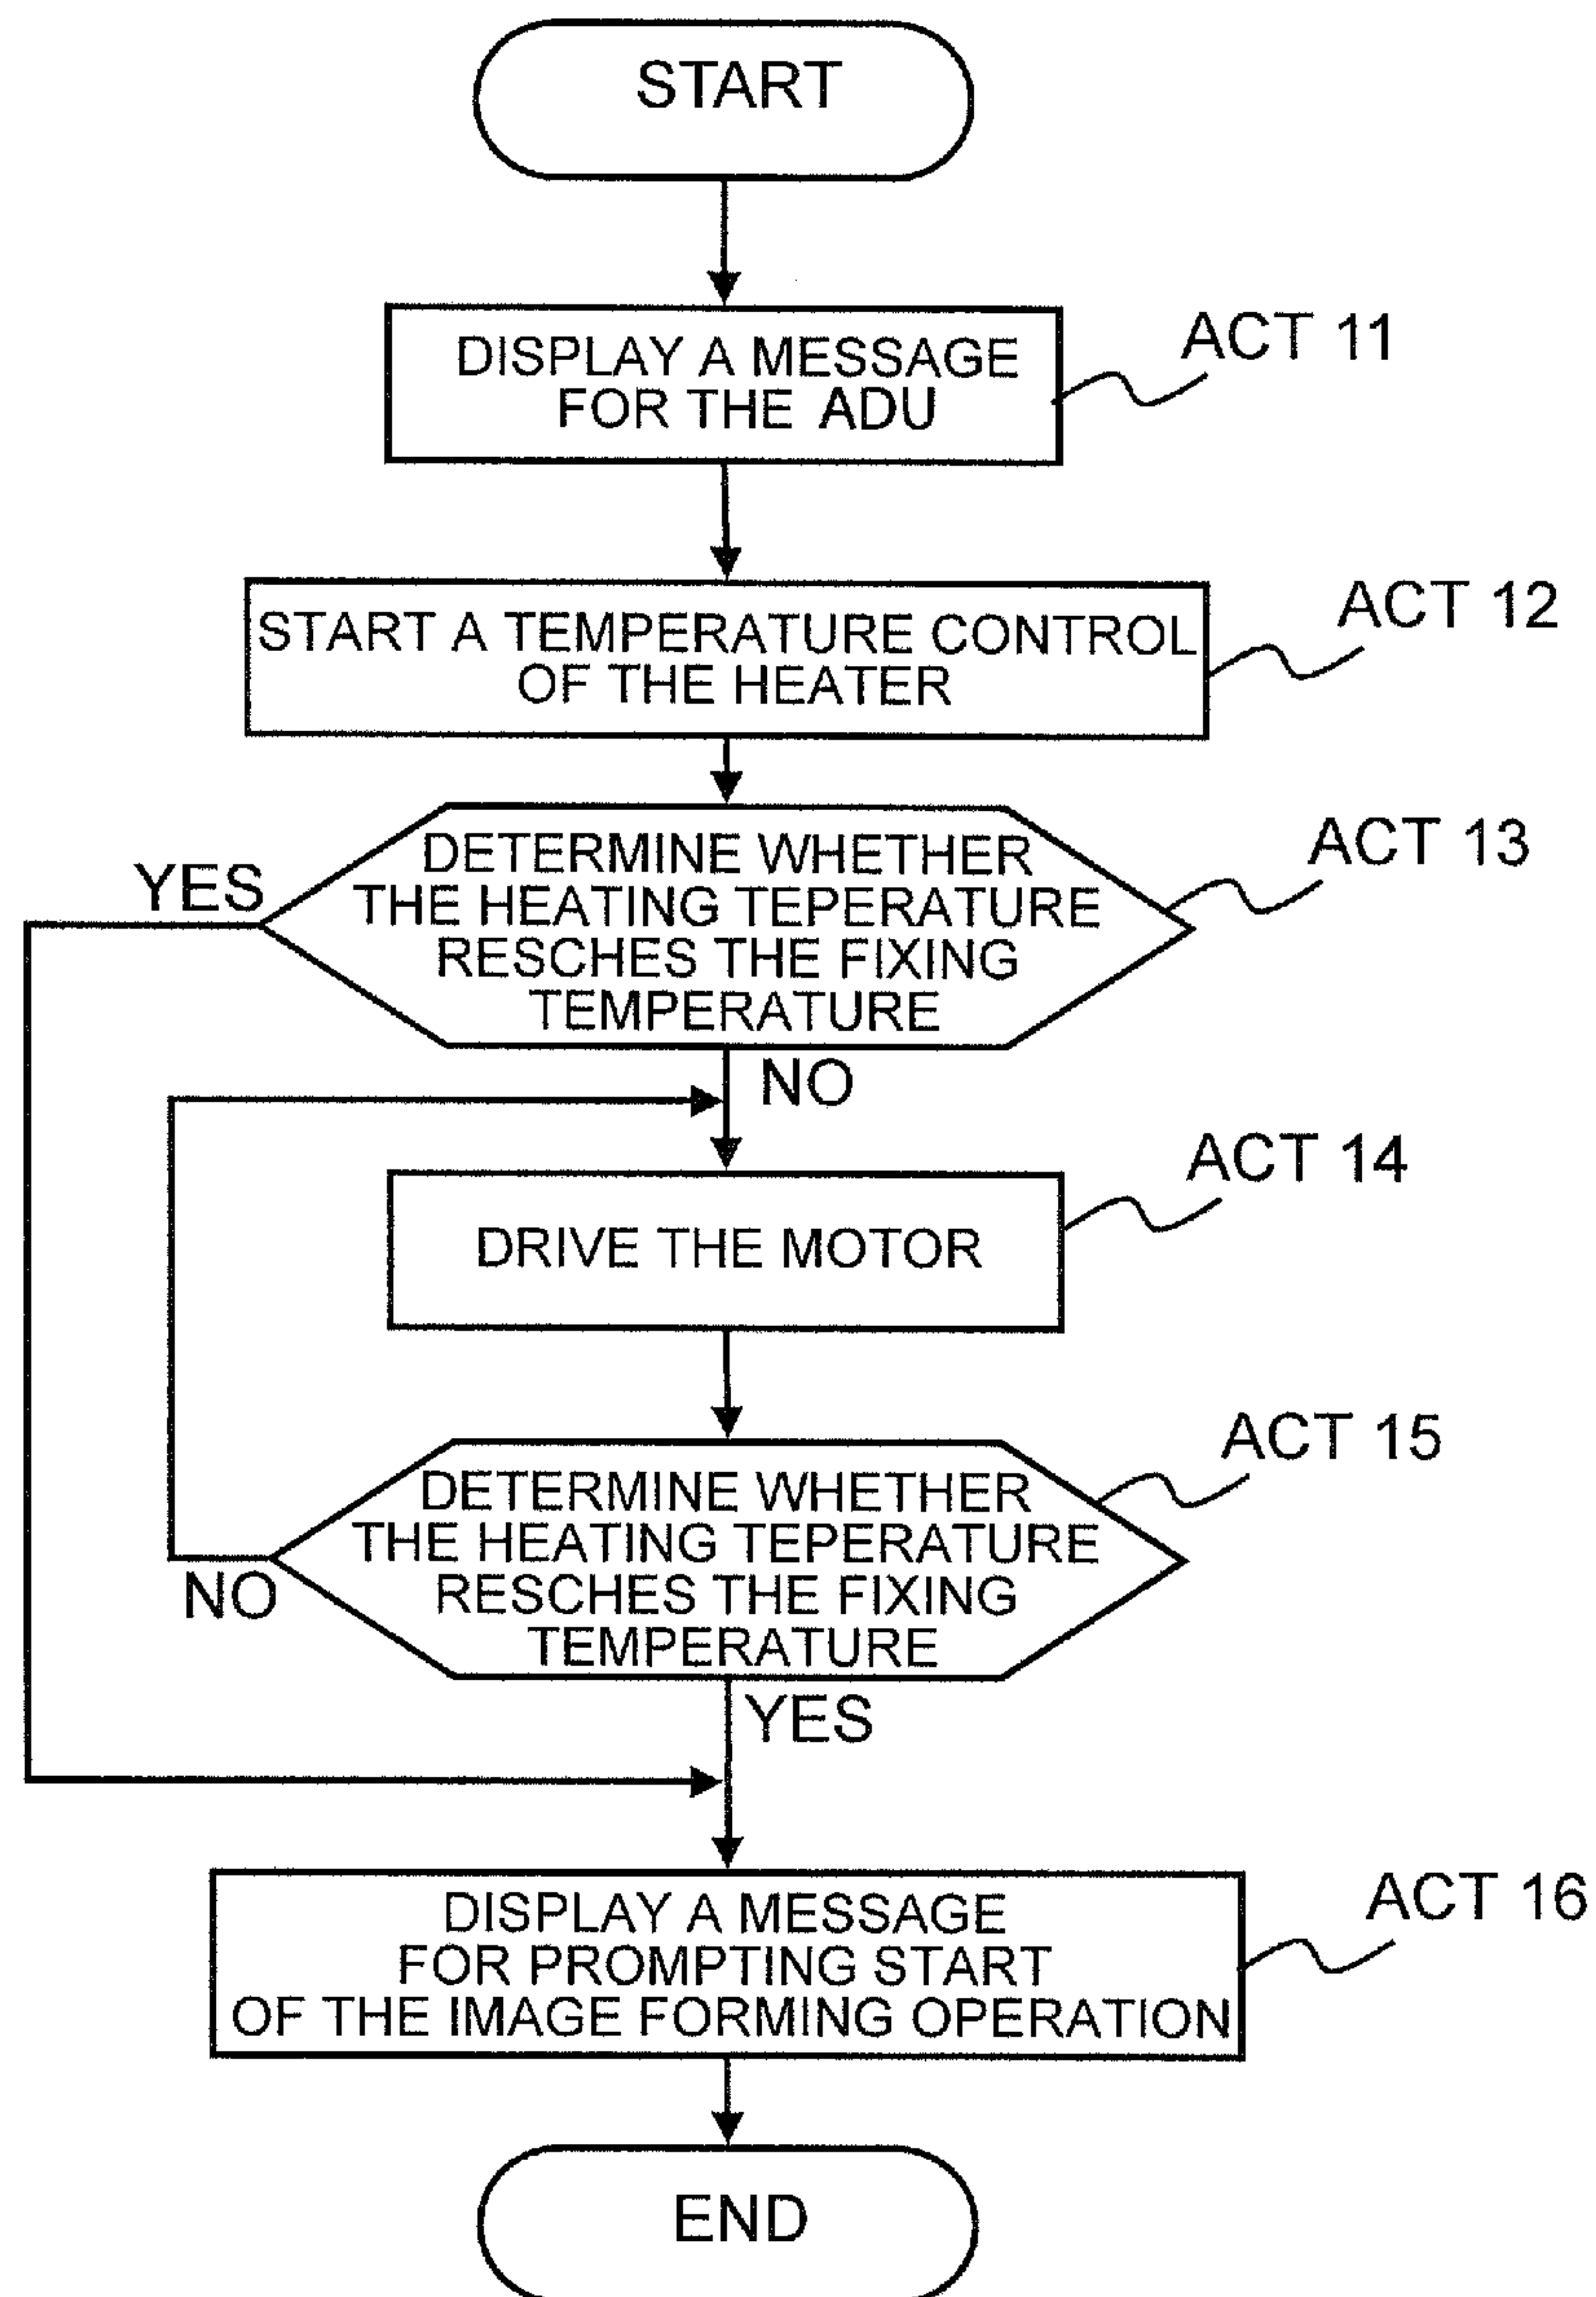 START
DISPLAY A MESSAGE
FOR THE ADU
ACT 11
START A TEMPERATURE CONTROL
OF THE HEATER
ACT 12
DETERMINE WHETHER
THE HEATING TEPERATURE
RESCHES THE FIXING
TEMPERATURE
ACT 13
YES
NO
DRIVE THE MOTOR
ACT 14
DETERMINE WHETHER
THE HEATING TEPERATURE
RESCHES THE FIXING
TEMPERATURE
ACT 15
NO
YES
DISPLAY A MESSAGE
FOR PROMPTING START
OF THE IMAGE FORMING OPERATION
ACT 16
END